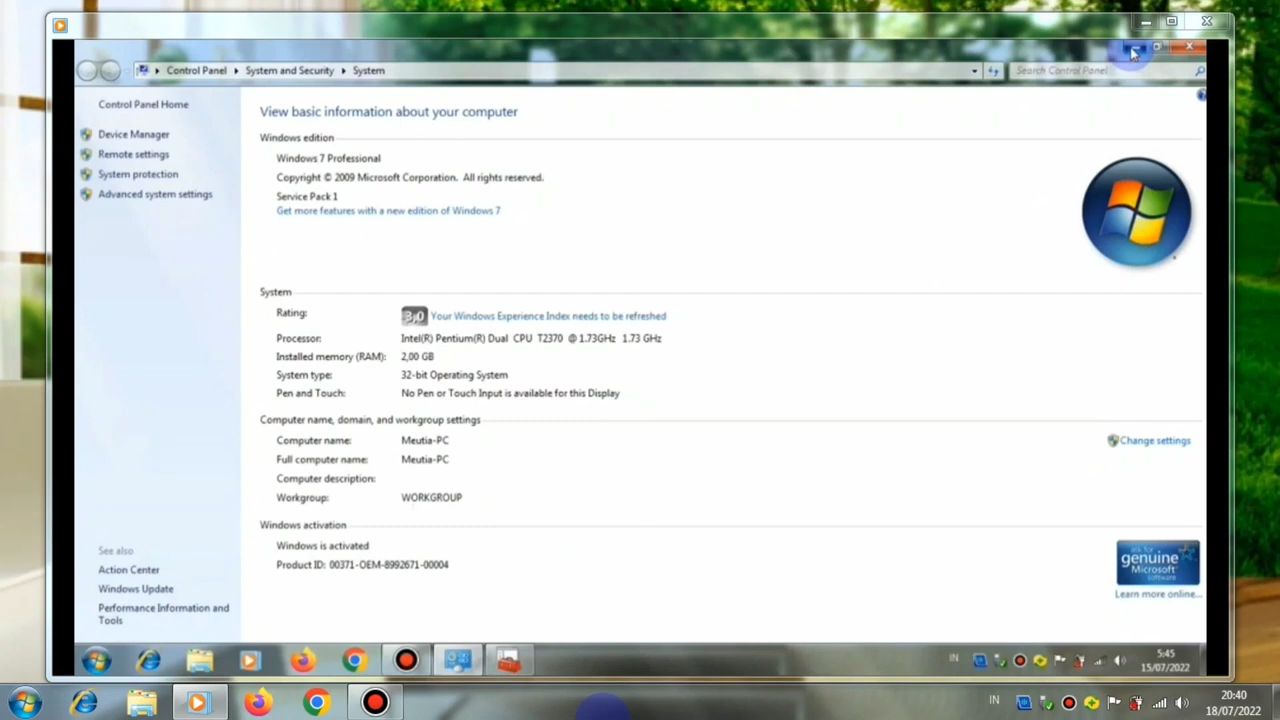 Control Panel ▸ System and Security ▸ System
Search Control Panel
Control Panel Home
Device Manager
Remote settings
System protection
Advanced system settings
View basic information about your computer
Windows edition
Windows 7 Professional
Copyright © 2009 Microsoft Corporation. All rights reserved.
Service Pack 1
Get more features with a new edition of Windows 7
System
Rating: 3,0 Your Windows Experience Index needs to be refreshed
Processor: Intel(R) Pentium(R) Dual CPU T2370 @ 1.73GHz 1.73 GHz
Installed memory (RAM): 2,00 GB
System type: 32-bit Operating System
Pen and Touch: No Pen or Touch Input is available for this Display
Computer name, domain, and workgroup settings
Computer name: Meutia-PC
Change settings
Full computer name: Meutia-PC
Computer description:
Workgroup: WORKGROUP
Windows activation
Windows is activated
Product ID: 00371-OEM-8992671-00004
ask for
genuine
Microsoft
software
Learn more online...
See also
Action Center
Windows Update
Performance Information and
Tools
IN
5:45
15/07/2022
IN
20:40
18/07/2022